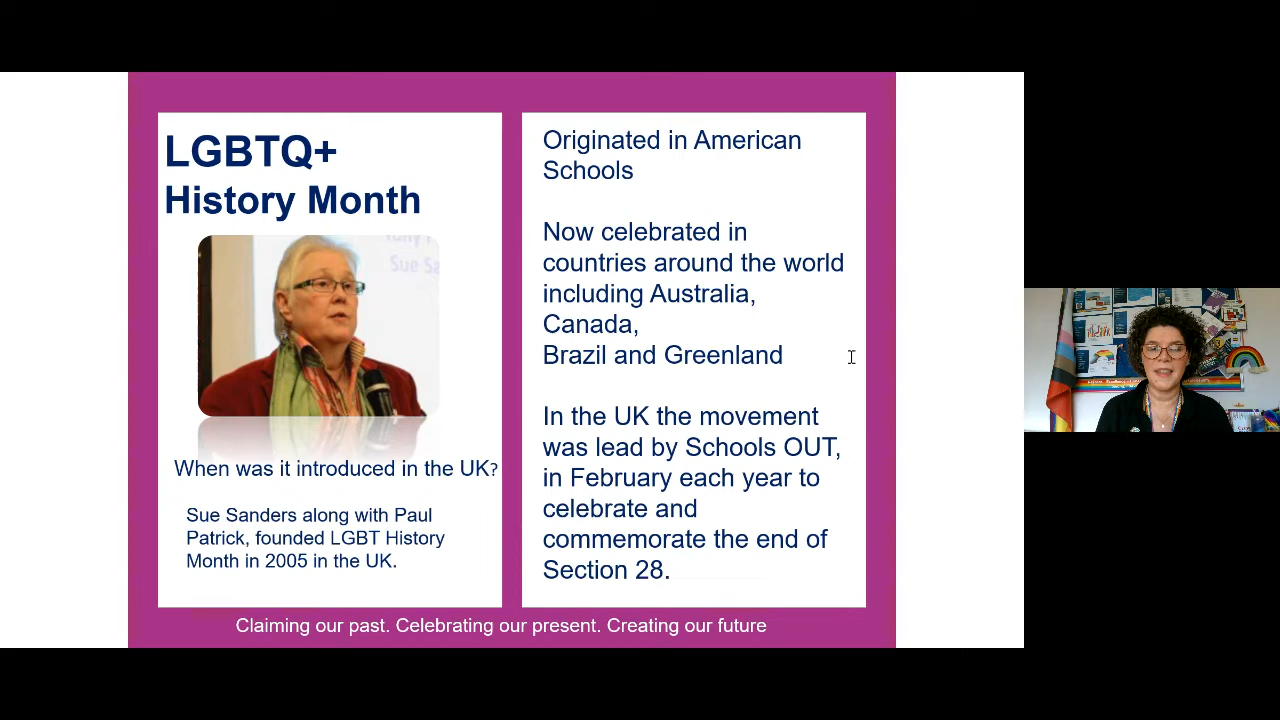 LGBTQ+
History Month
Sue Sa
When was it introduced in the UK?
Sue Sanders along with Paul
Patrick, founded LGBT History
Month in 2005 in the UK.
Originated in American
Schools
Now celebrated in
countries around the world
including Australia,
Canada,
Brazil and Greenland
In the UK the movement
was lead by Schools OUT,
in February each year to
celebrate and
commemorate the end of
Section 28.
Claiming our past. Celebrating our present. Creating our future